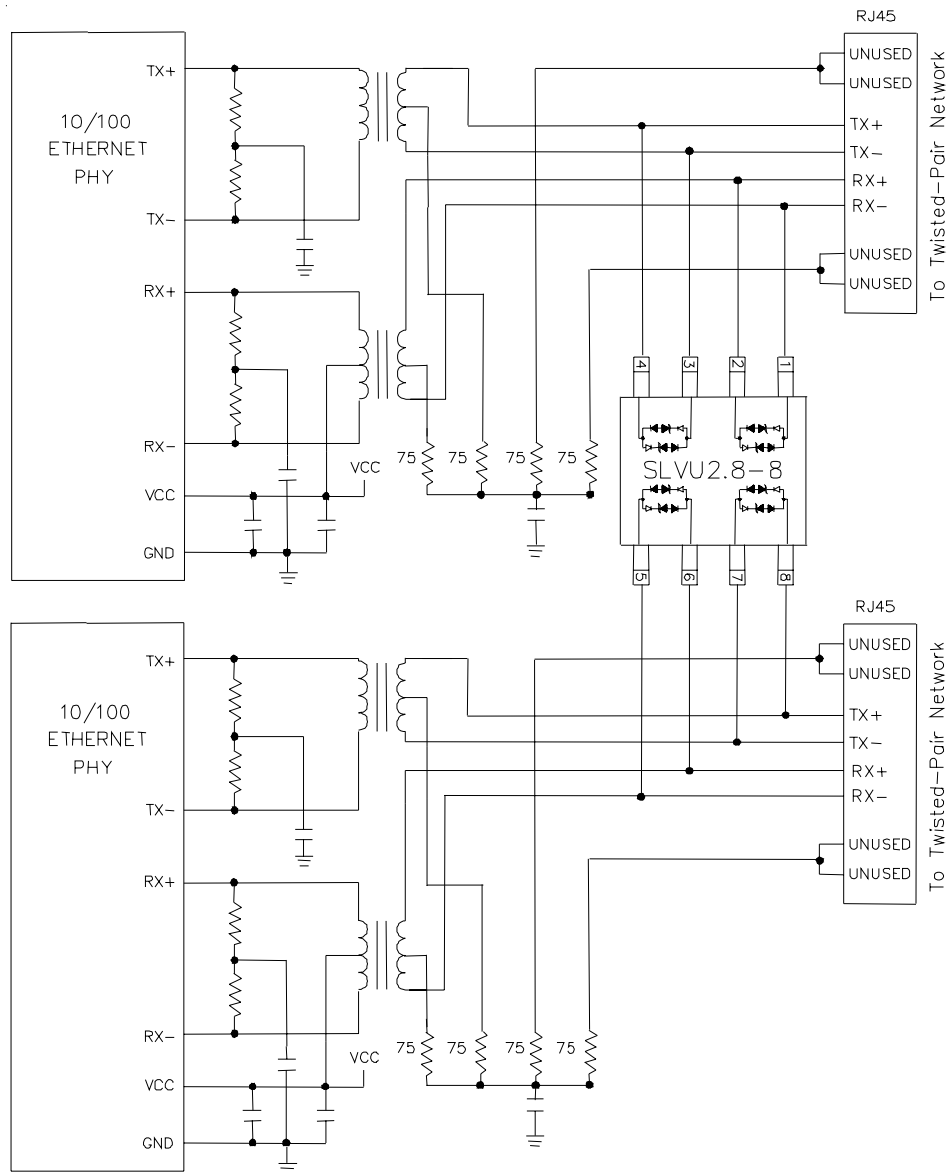 RJ45
UNUSED
UNUSED
TX+
TX-
RX+
RX-
UNUSED
UNUSED
To Twisted-Pair Network
10/100
ETHERNET
PHY
TX+
TX-
RX+
RX-
VCC
GND
VCC
75
75
75
75
4
3
2
1
SLVU2.8-8
5
6
7
8
RJ45
UNUSED
UNUSED
TX+
TX-
RX+
RX-
UNUSED
UNUSED
To Twisted-Pair Network
10/100
ETHERNET
PHY
TX+
TX-
RX+
RX-
VCC
GND
VCC
75
75
75
75